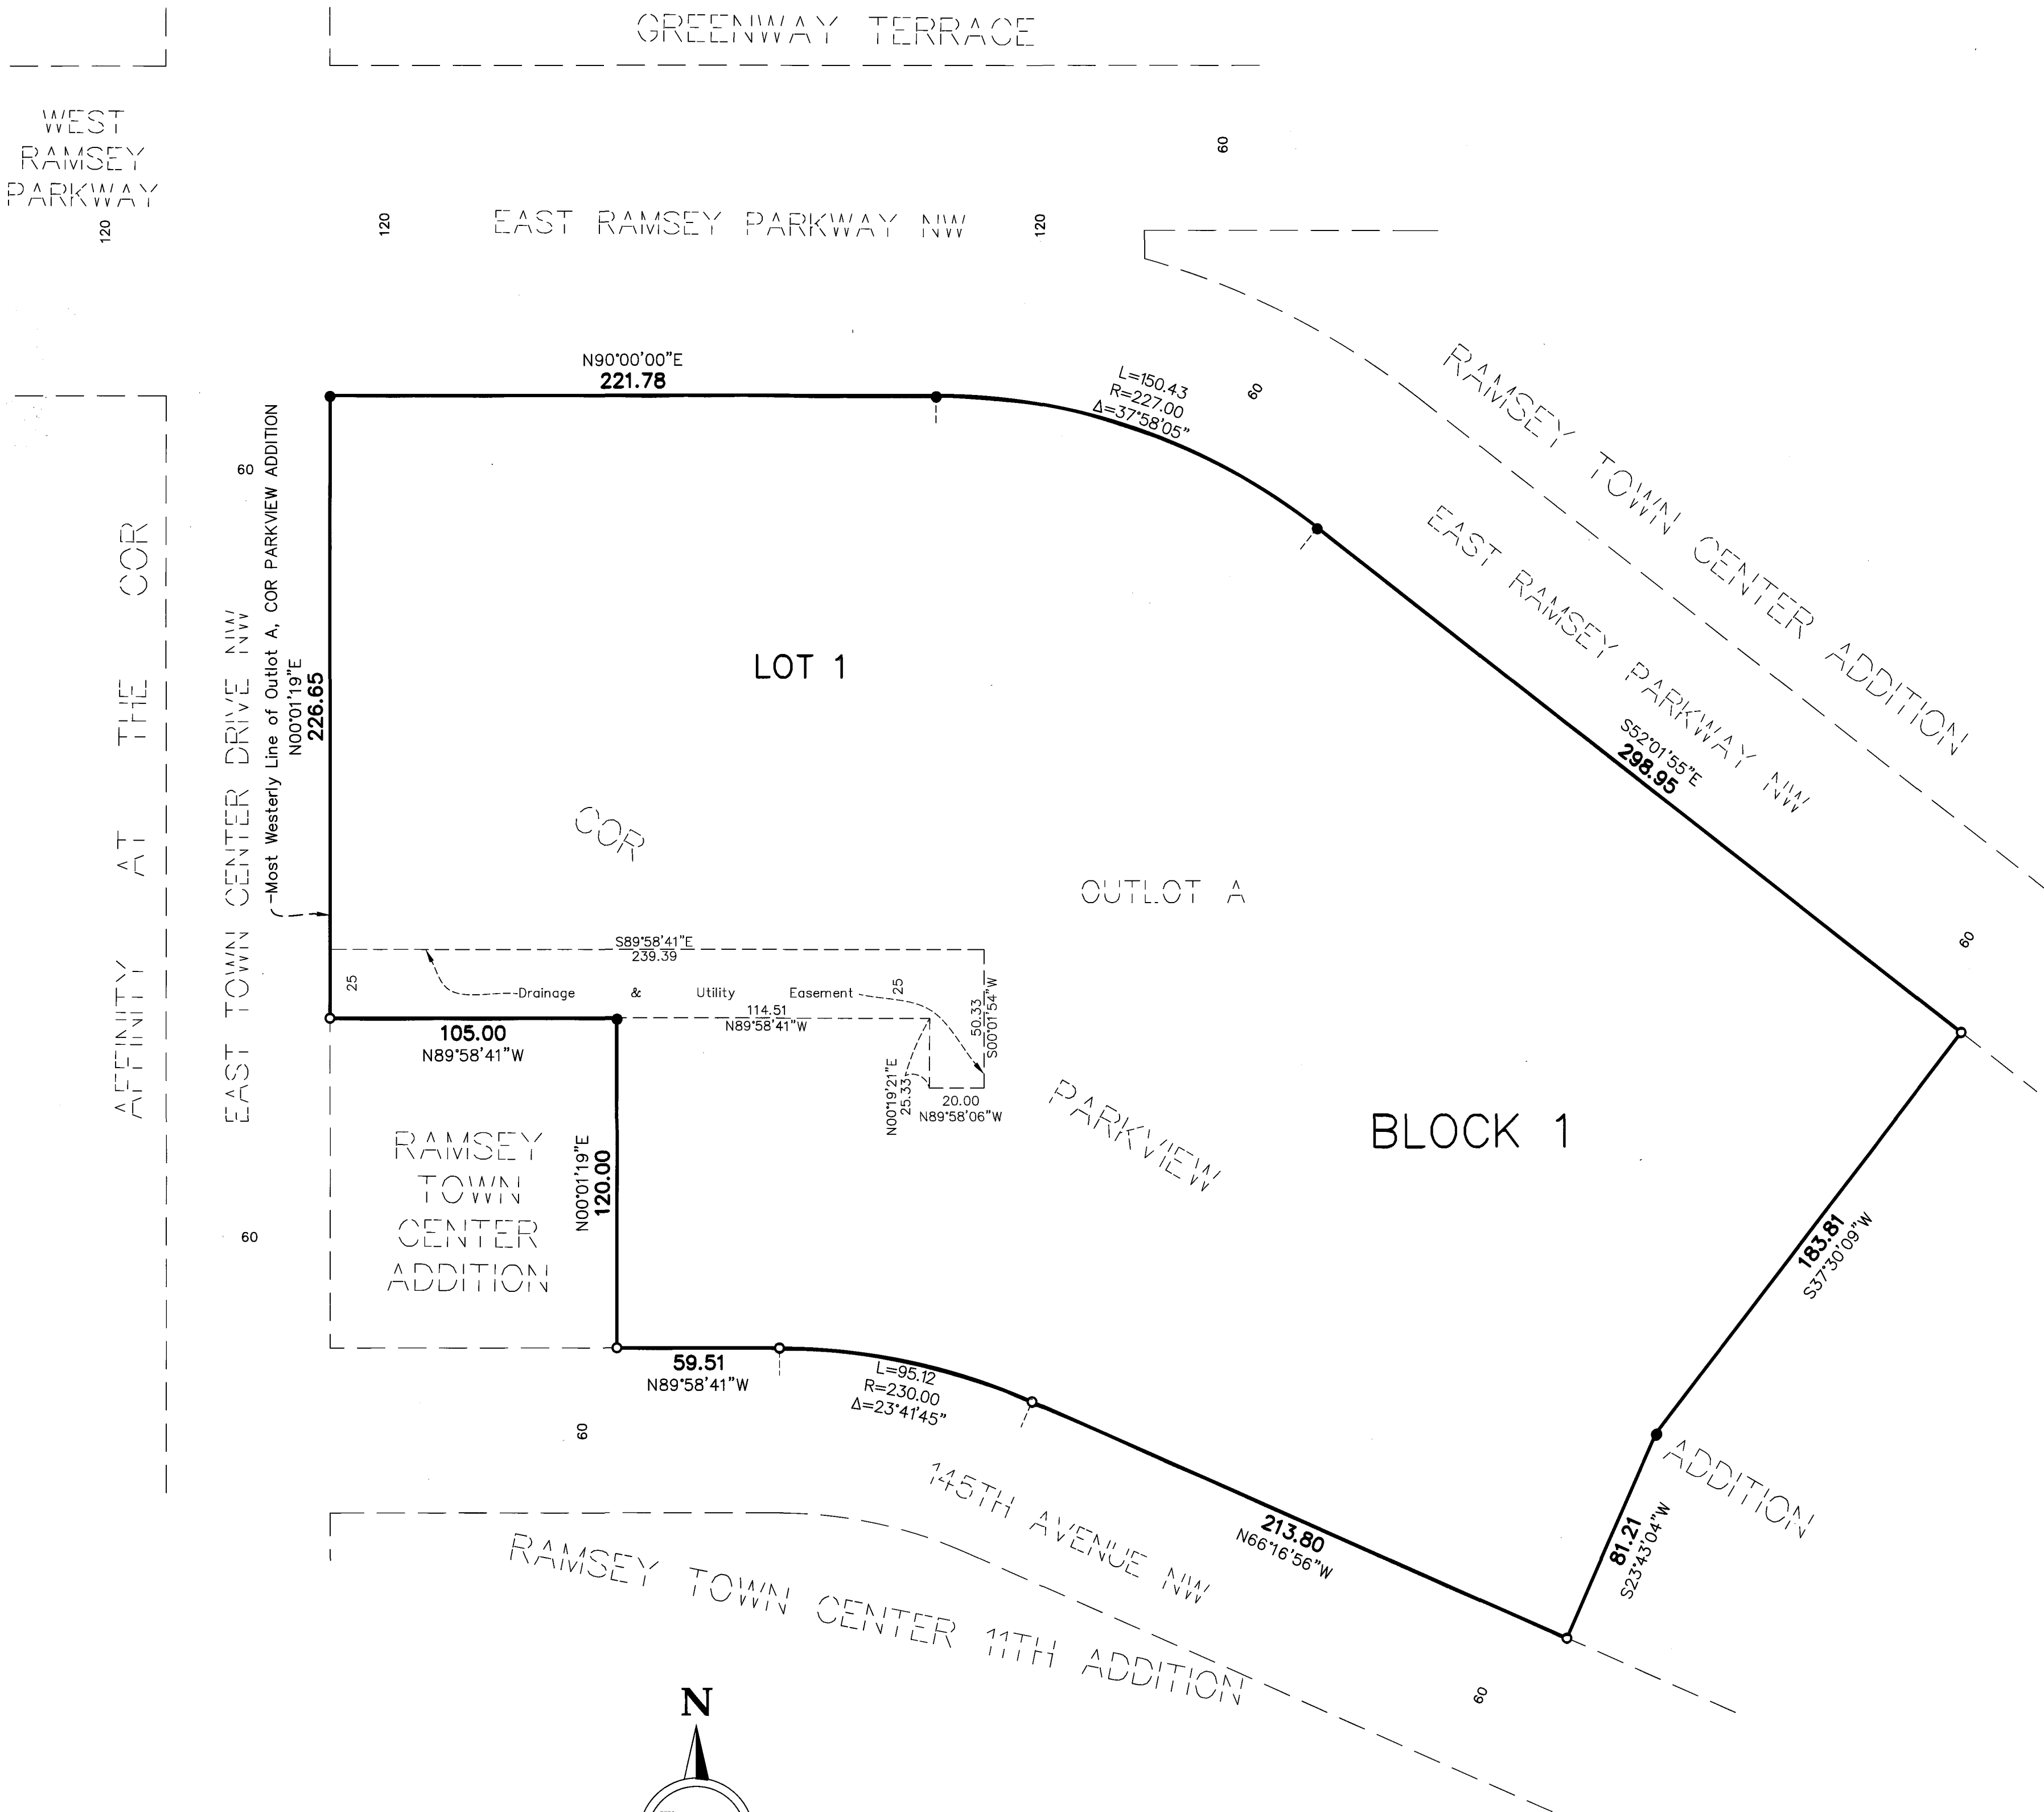 GREENWAY TERRACE
WEST
RAMSEY
PARKWAY
120
120
EAST RAMSEY PARKWAY NW
120
60
N90°00'00"E
221.78
L=150.43
R=227.00
Δ=37°58'05"
60
RAMSEY TOWN CENTER ADDITION
EAST RAMSEY PARKWAY NW
S52°01'55"E
298.95
60
60
Most Westerly Line of Outlot A, COR PARKVIEW ADDITION
N00°01'19"E
226.65
EAST TOWN CENTER DRIVE NW
AFFINITY AT THE COR
LOT 1
COR
OUTLOT A
S89°58'41"E
239.39
25
Drainage & Utility Easement
25
114.51
N89°58'41"W
50.33
S00°01'54"W
N00°19'21"E
25.33
20.00
N89°58'06"W
105.00
N89°58'41"W
PARKVIEW
BLOCK 1
RAMSEY
TOWN
CENTER
ADDITION
N00°01'19"E
120.00
60
183.81
S37°30'09"W
59.51
N89°58'41"W
L=95.12
R=230.00
Δ=23°41'45"
60
ADDITION
81.21
S23°43'04"W
145TH AVENUE NW
213.80
N66°16'56"W
RAMSEY TOWN CENTER 11TH ADDITION
60
N